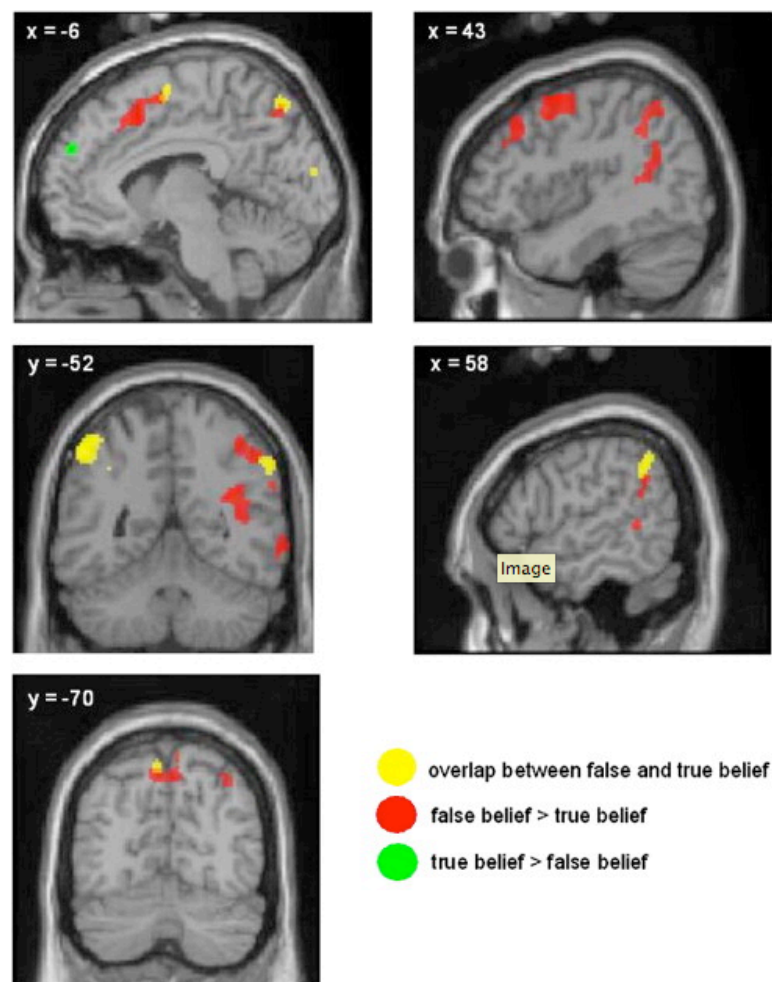 x = -6
x = 43
y = -52
x = 58
Image
y = -70
overlap between false and true belief
false belief > true belief
true belief > false belief